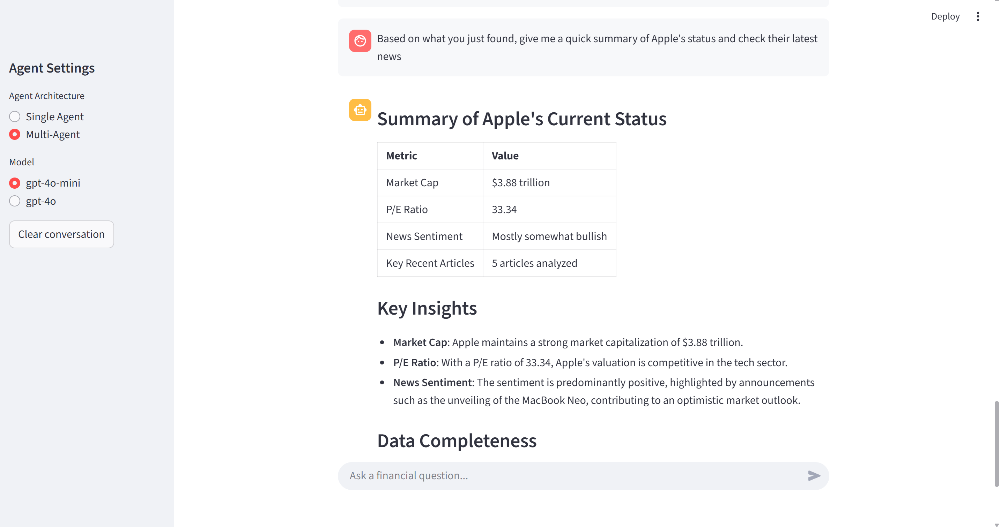 Deploy
Agent Settings
Agent Architecture
Single Agent
Multi-Agent
Model
gpt-4o-mini
gpt-4o
Clear conversation
Based on what you just found, give me a quick summary of Apple's status and check their latest
news
Summary of Apple's Current Status
Metric Value
Market Cap $3.88 trillion
P/E Ratio 33.34
News Sentiment Mostly somewhat bullish
Key Recent Articles 5 articles analyzed
Key Insights
• Market Cap: Apple maintains a strong market capitalization of $3.88 trillion.
• P/E Ratio: With a P/E ratio of 33.34, Apple's valuation is competitive in the tech sector.
• News Sentiment: The sentiment is predominantly positive, highlighted by announcements
such as the unveiling of the MacBook Neo, contributing to an optimistic market outlook.
Data Completeness
Ask a financial question...